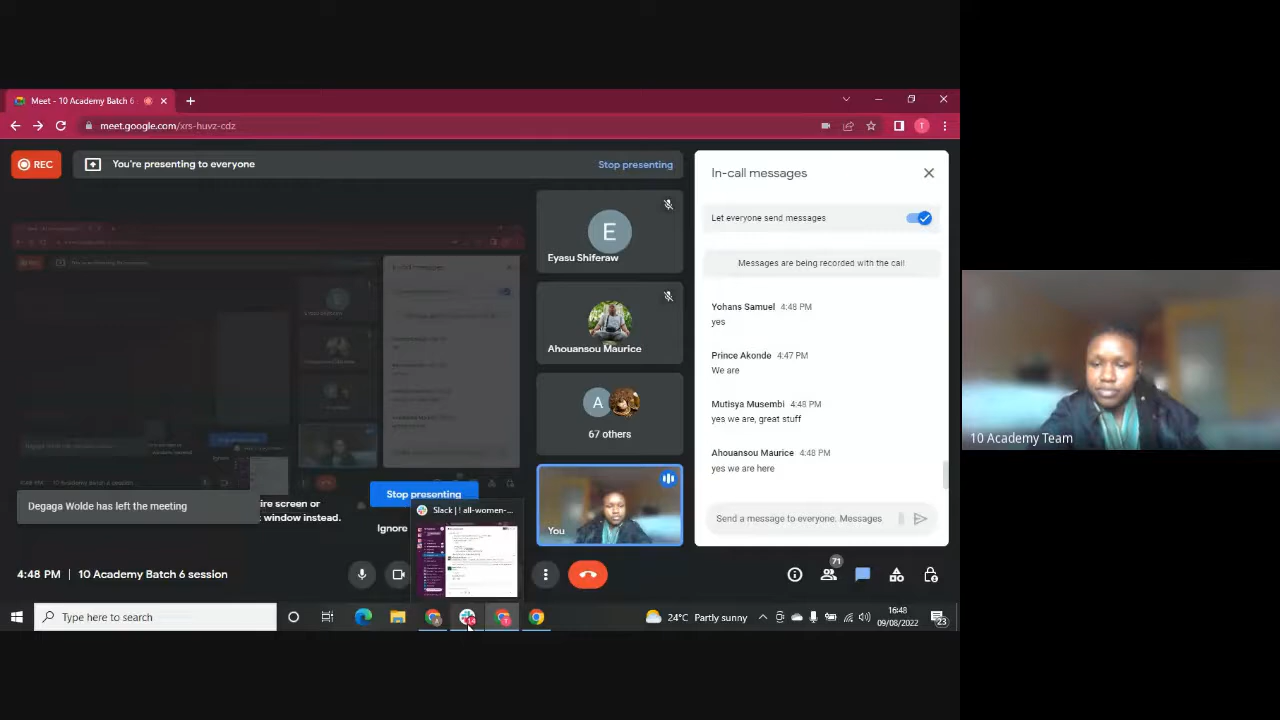 Meet - 10 Academy Batch 6
meet.google.com/xrs-huvz-cdz
T
REC
You're presenting to everyone
Stop presenting
E
Eyasu Shiferaw
Ahouansou Maurice
A
67 others
You
In-call messages
Let everyone send messages
Messages are being recorded with the call
Yohans Samuel 4:48 PM
yes
Prince Akonde 4:47 PM
We are
Mutisya Musembi 4:48 PM
yes we are, great stuff
Ahouansou Maurice 4:48 PM
yes we are here
Send a message to everyone. Messages
Degaga Wolde has left the meeting
ire screen or
window instead.
Stop presenting
Ignore
Slack | ! all-women-...
4:48 PM | 10 Academy Batch 6 session
71
Type here to search
24°C Partly sunny
16:48
09/08/2022
23
10 Academy Team